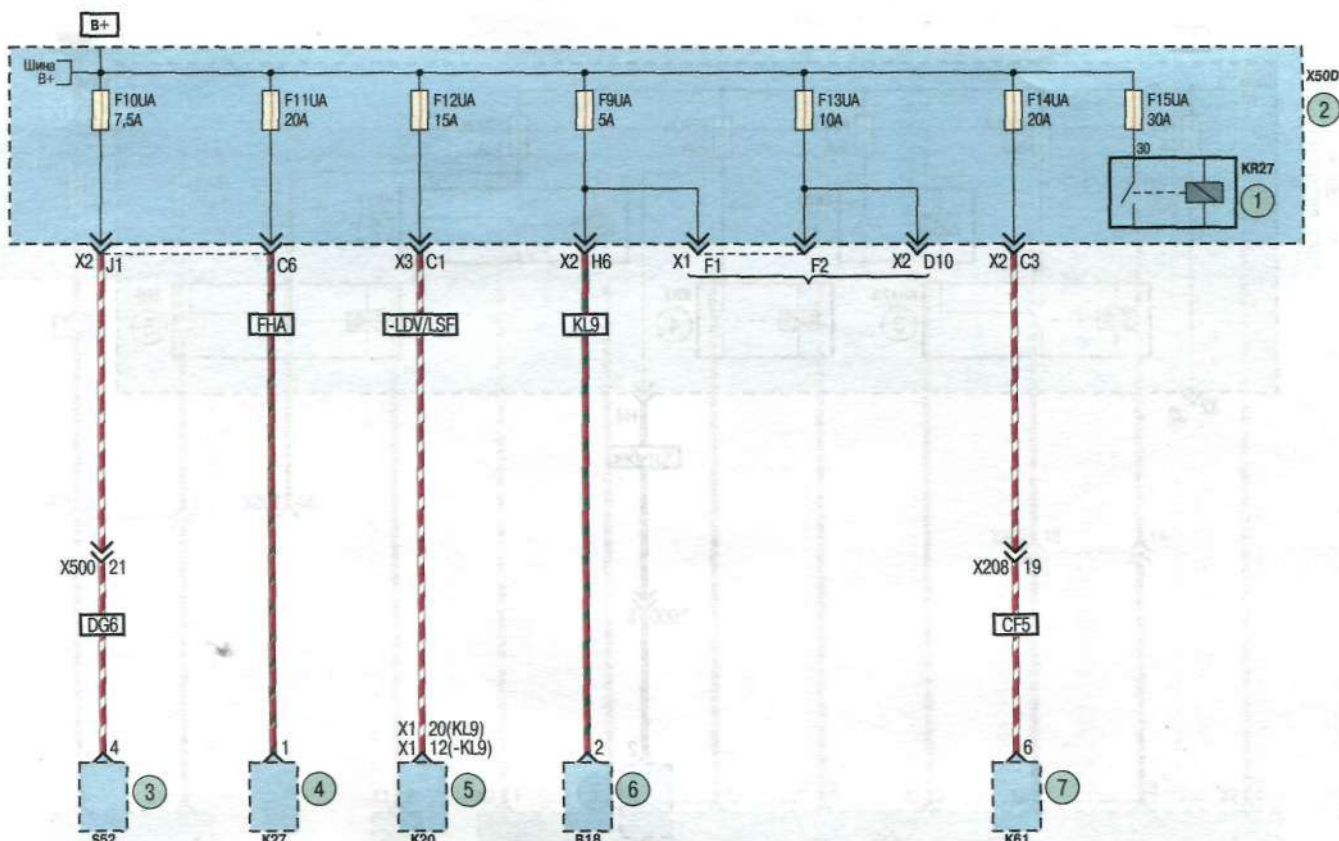 B+
Шина
B+
F10UA
7,5A
F11UA
20A
F12UA
15A
F9UA
5A
F13UA
10A
F14UA
20A
F15UA
30A
X50D
2
30
KR27
1
X2 J1
C6
X3 C1
X2 H6
X1 F1
F2
X2 D10
X2 C3
FHA
-LDV/LSF
KL9
X500 21
X208 19
DG6
CF5
X1 20(KL9)
X1 12(-KL9)
4
1
2
6
3
4
5
6
7
S52
K27
K20
B18
K61